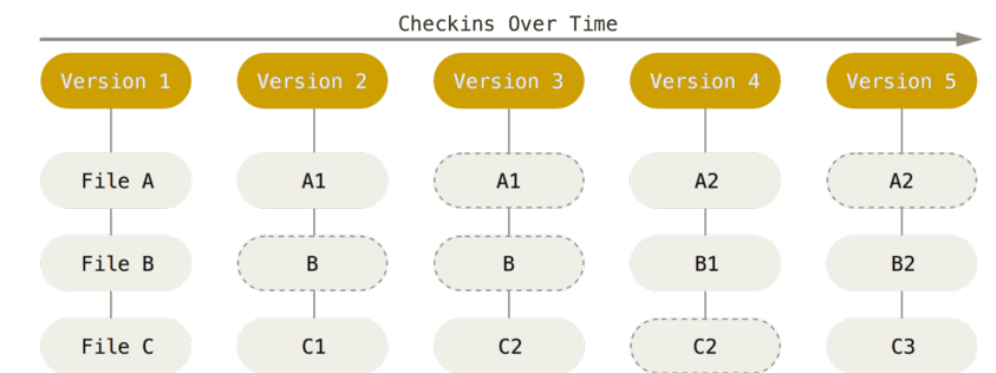 Checkins Over Time
Version 1 Version 2 Version 3 Version 4 Version 5
File A A1 A1 A2 A2
File B B B B1 B2
File C C1 C2 C2 C3